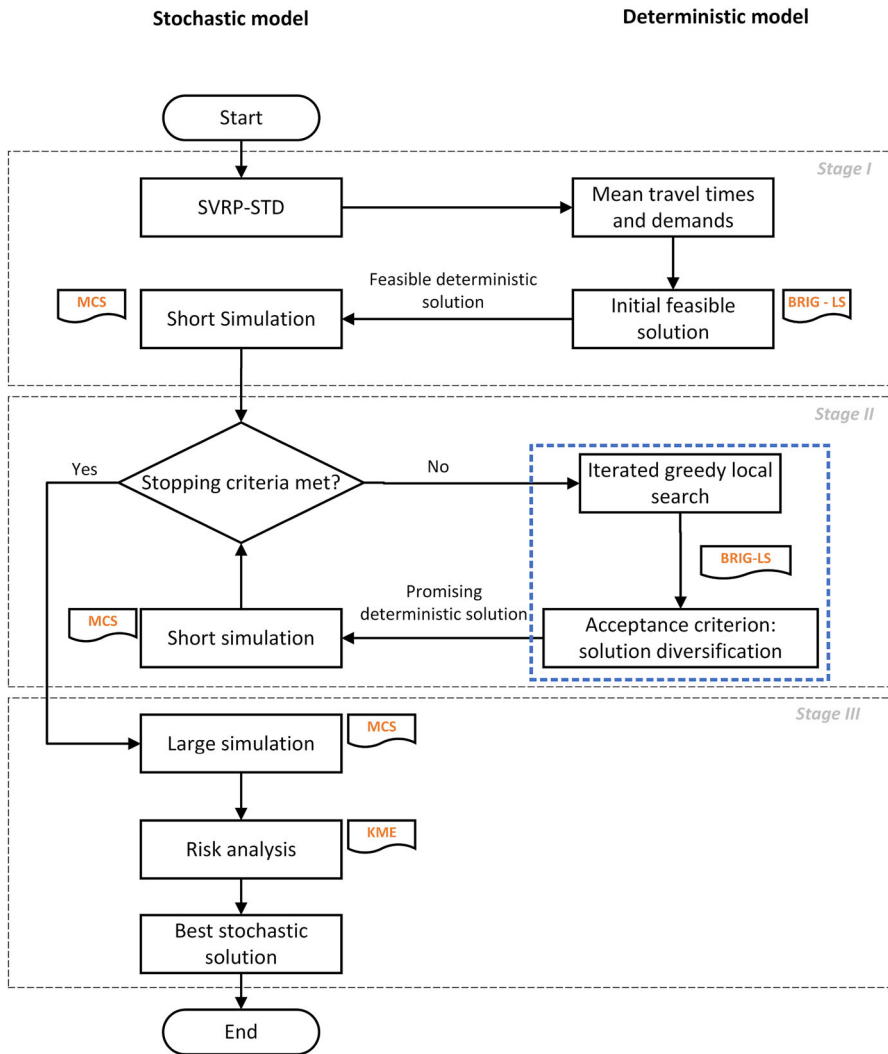 Stochastic model
Deterministic model
Start
Stage I
SVRP-STD
Mean travel times
and demands
MCS
Short Simulation
Feasible deterministic
solution
Initial feasible
solution
BRIG - LS
Stage II
Yes
Stopping criteria met?
No
Iterated greedy local
search
BRIG-LS
MCS
Short simulation
Promising
deterministic solution
Acceptance criterion:
solution diversification
Stage III
Large simulation
MCS
Risk analysis
KME
Best stochastic
solution
End